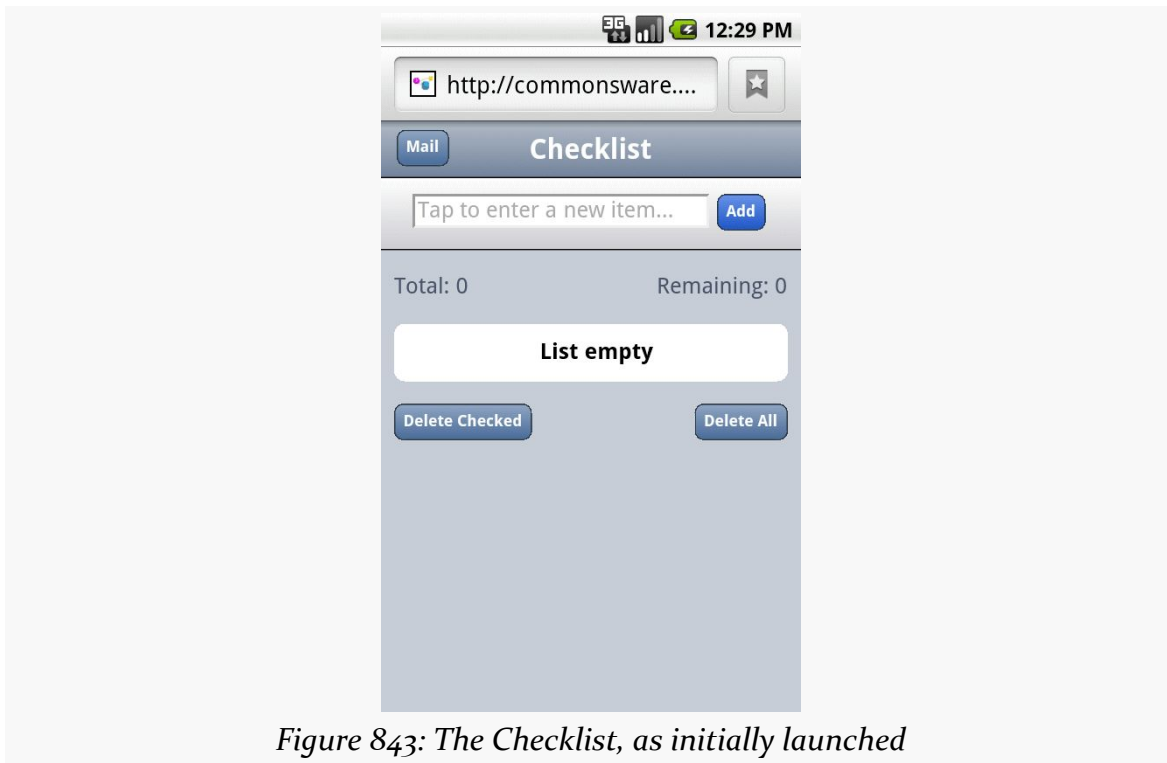 3G 12:29 PM
http://commonsware....
Mail Checklist
Tap to enter a new item... Add
Total: 0 Remaining: 0
List empty
Delete Checked Delete All
Figure 843: The Checklist, as initially launched